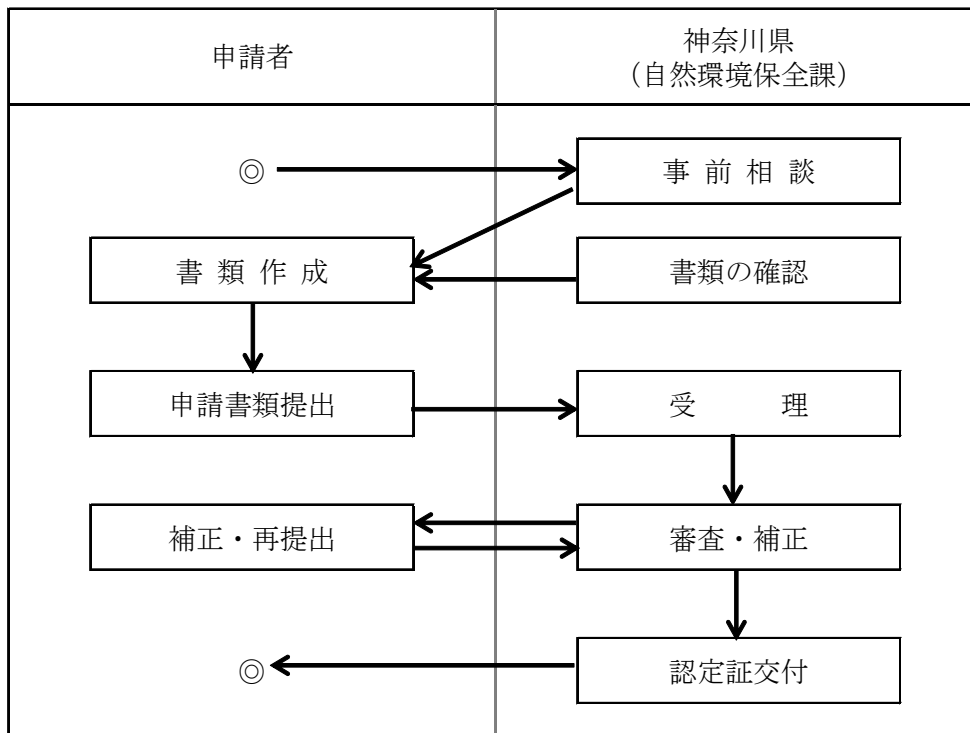 申請者
神奈川県
（自然環境保全課）
◎
事 前 相 談
書 類 作 成
書類の確認
申請書類提出
受 理
補正・再提出
審査・補正
◎
認定証交付